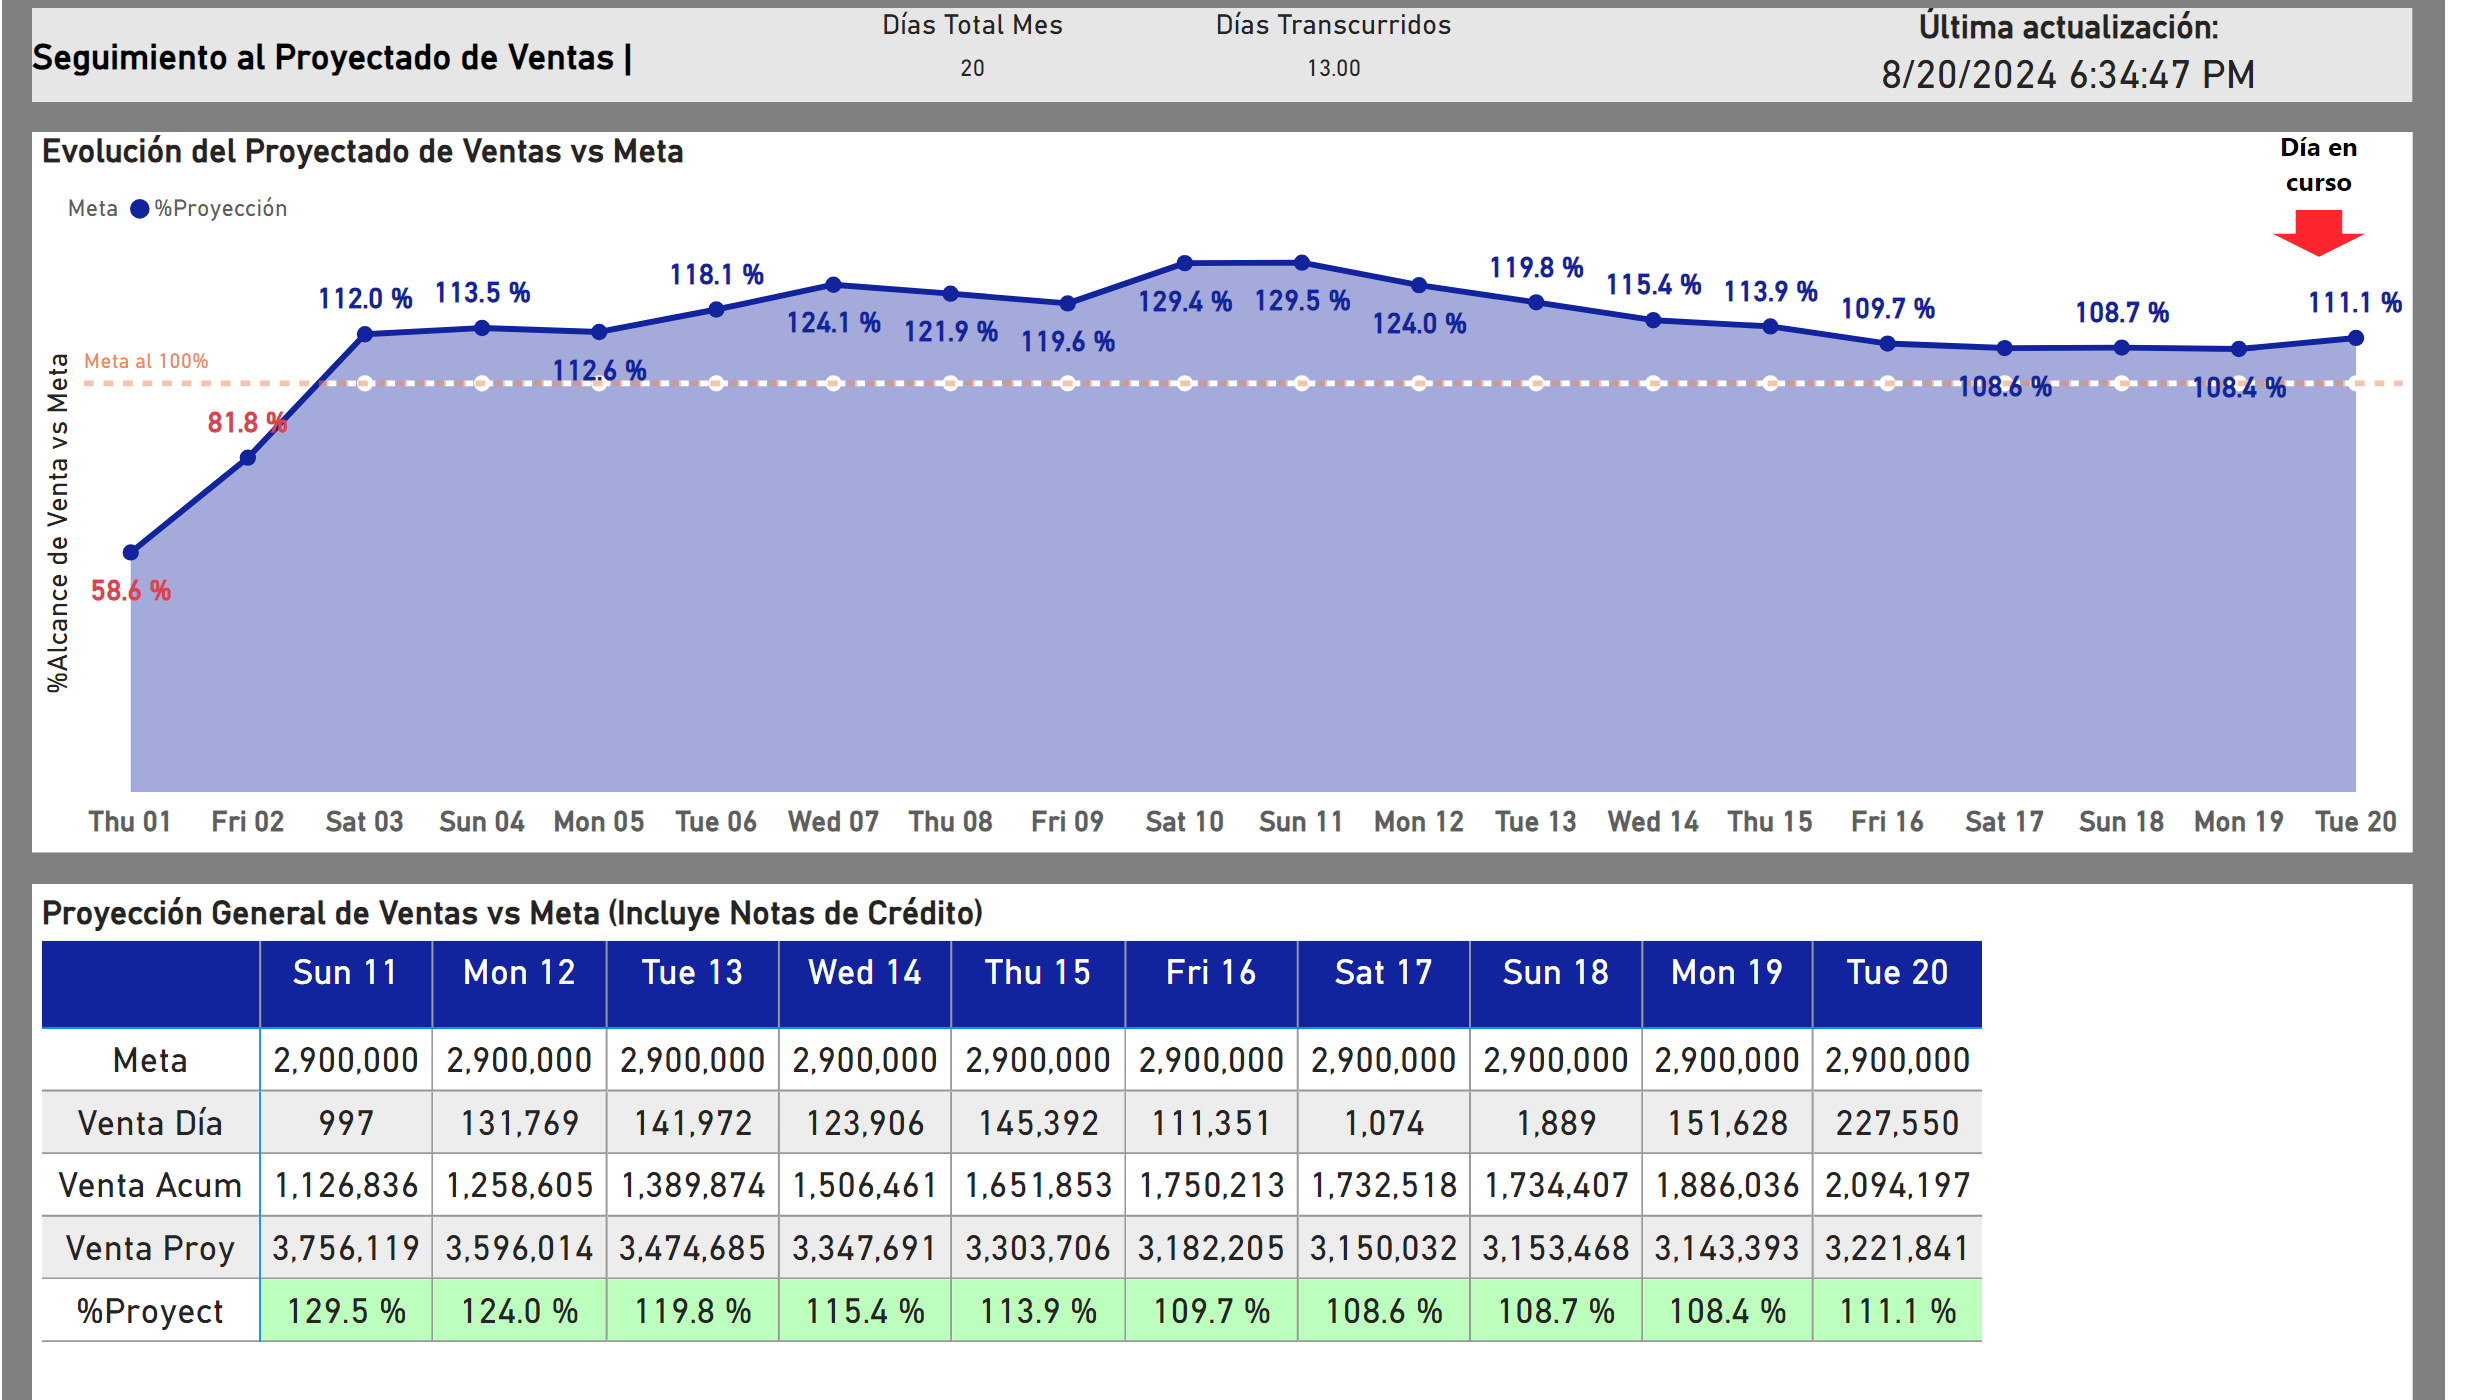 Seguimiento al Proyectado de Ventas |
Días Total Mes
20
Días Transcurridos
13.00
Última actualización:
8/20/2024 6:34:47 PM
Evolución del Proyectado de Ventas vs Meta
Día en
curso
Meta %Proyección
%Alcance de Venta vs Meta
Meta al 100%
58.6 %
81.8 %
112.0 %
113.5 %
112.6 %
118.1 %
124.1 %
121.9 %
119.6 %
129.4 %
129.5 %
124.0 %
119.8 %
115.4 %
113.9 %
109.7 %
108.6 %
108.7 %
108.4 %
111.1 %
Thu 01 Fri 02 Sat 03 Sun 04 Mon 05 Tue 06 Wed 07 Thu 08 Fri 09 Sat 10 Sun 11 Mon 12 Tue 13 Wed 14 Thu 15 Fri 16 Sat 17 Sun 18 Mon 19 Tue 20
Proyección General de Ventas vs Meta (Incluye Notas de Crédito)
Sun 11 Mon 12 Tue 13 Wed 14 Thu 15 Fri 16 Sat 17 Sun 18 Mon 19 Tue 20
Meta 2,900,000 2,900,000 2,900,000 2,900,000 2,900,000 2,900,000 2,900,000 2,900,000 2,900,000 2,900,000
Venta Día 997 131,769 141,972 123,906 145,392 111,351 1,074 1,889 151,628 227,550
Venta Acum 1,126,836 1,258,605 1,389,874 1,506,461 1,651,853 1,750,213 1,732,518 1,734,407 1,886,036 2,094,197
Venta Proy 3,756,119 3,596,014 3,474,685 3,347,691 3,303,706 3,182,205 3,150,032 3,153,468 3,143,393 3,221,841
%Proyect 129.5 % 124.0 % 119.8 % 115.4 % 113.9 % 109.7 % 108.6 % 108.7 % 108.4 % 111.1 %